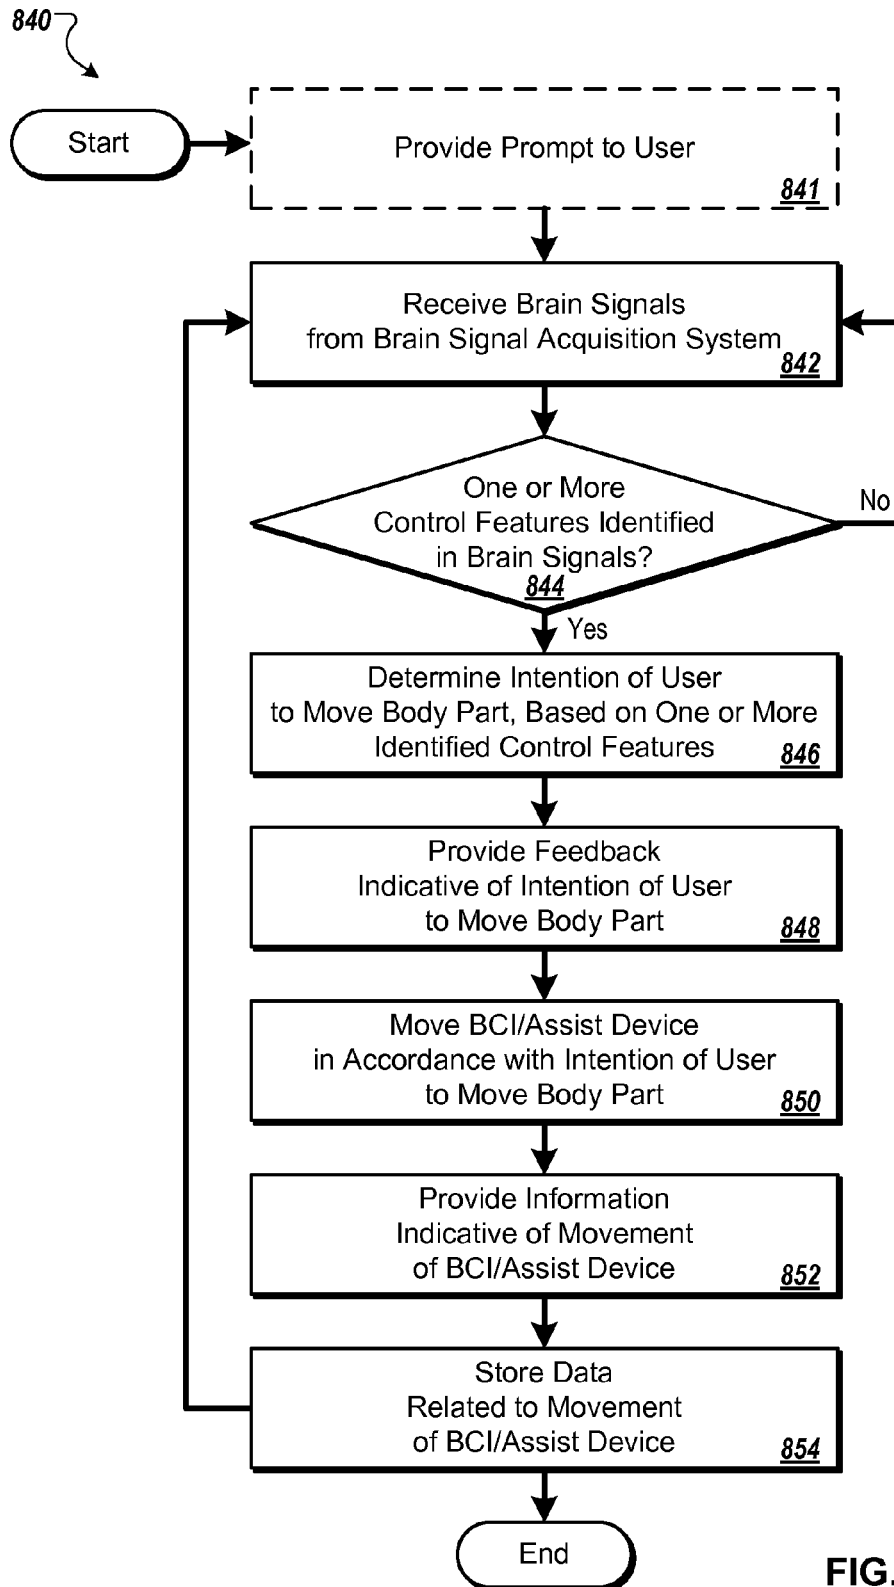 840
Start
Provide Prompt to User
841
Receive Brain Signals
from Brain Signal Acquisition System
842
One or More
Control Features Identified
in Brain Signals?
844
No
Yes
Determine Intention of User
to Move Body Part, Based on One or More
Identified Control Features
846
Provide Feedback
Indicative of Intention of User
to Move Body Part
848
Move BCI/Assist Device
in Accordance with Intention of User
to Move Body Part
850
Provide Information
Indicative of Movement
of BCI/Assist Device
852
Store Data
Related to Movement
of BCI/Assist Device
854
End
FIG.